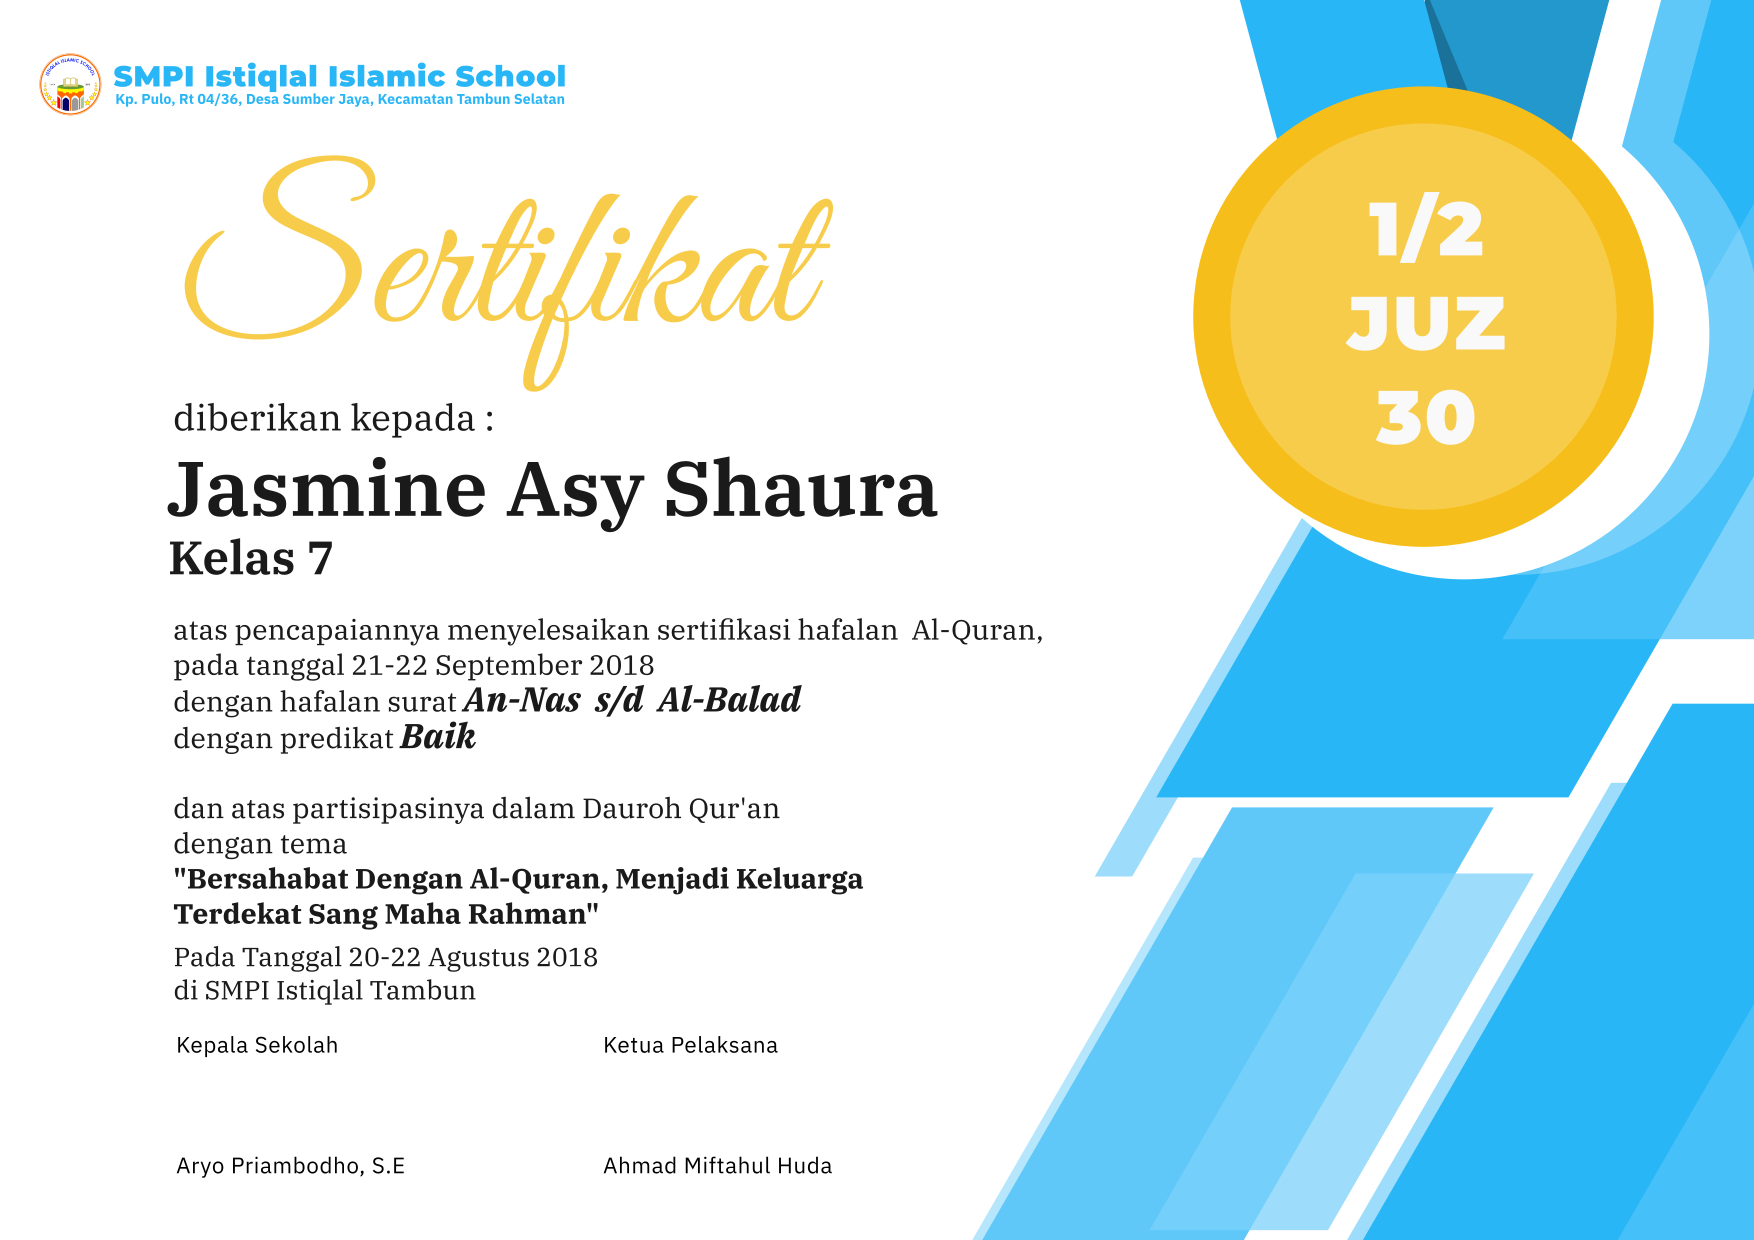 ISTIQLAL ISLAMIC SCHOOL
SMPI Istiqlal Islamic School
Kp. Pulo, Rt 04/36, Desa Sumber Jaya, Kecamatan Tambun Selatan
Sertifikat
1/2
JUZ
30
diberikan kepada :
Jasmine Asy Shaura
Kelas 7
atas pencapaiannya menyelesaikan sertifikasi hafalan  Al-Quran,
pada tanggal 21-22 September 2018
dengan hafalan surat An-Nas  s/d  Al-Balad
dengan predikat Baik
dan atas partisipasinya dalam Dauroh Qur'an
dengan tema
"Bersahabat Dengan Al-Quran, Menjadi Keluarga
Terdekat Sang Maha Rahman"
Pada Tanggal 20-22 Agustus 2018
di SMPI Istiqlal Tambun
Kepala Sekolah Ketua Pelaksana
Aryo Priambodho, S.E Ahmad Miftahul Huda